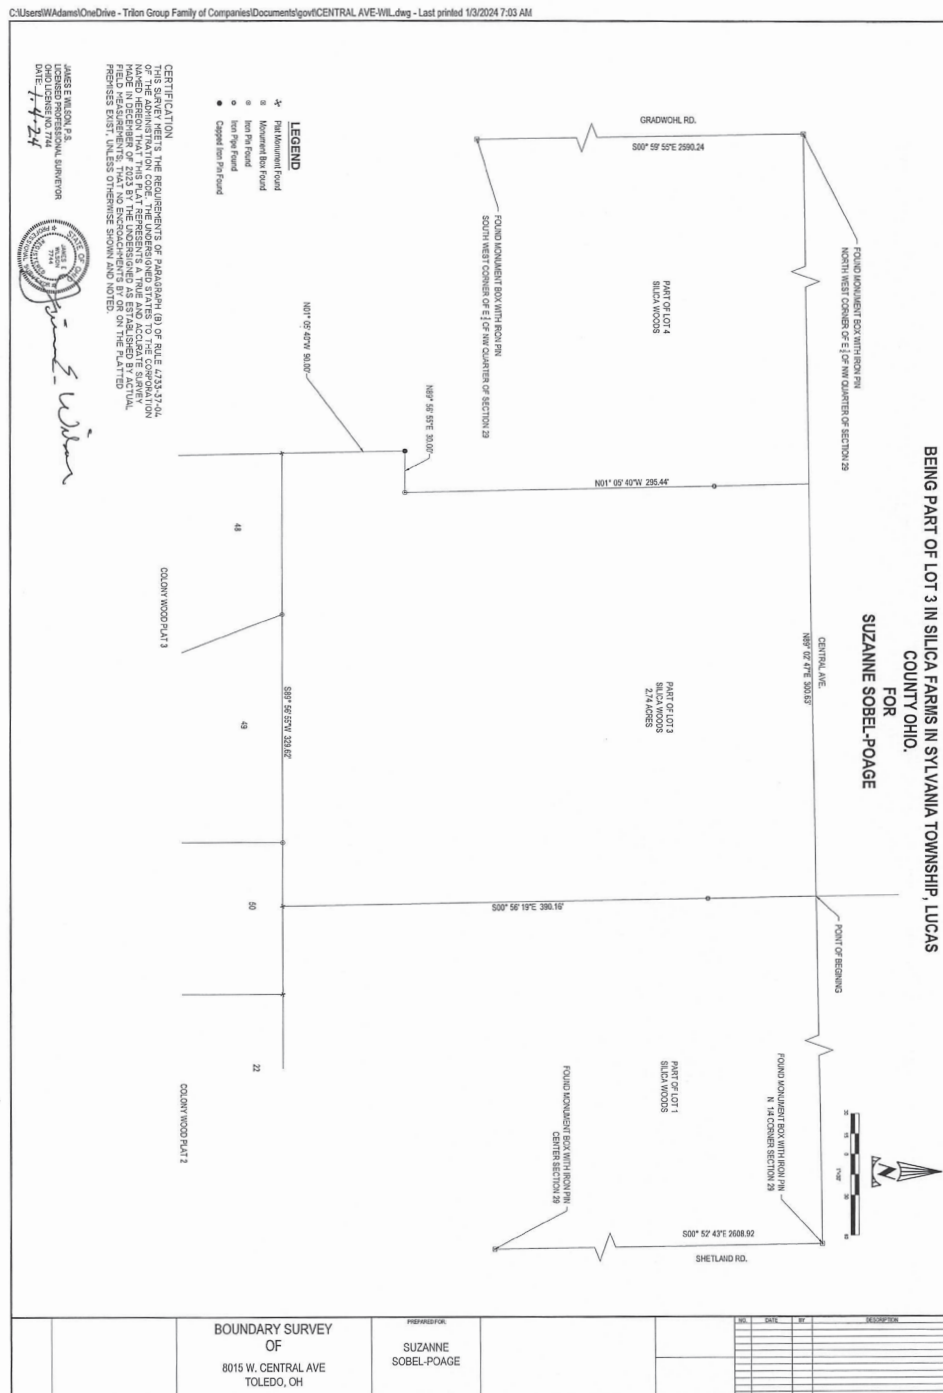 C:\Users\WAdams\OneDrive - Trilon Group Family of Companies\Documents\govt\CENTRAL AVE-WIL.dwg - Last printed 1/3/2024 7:03 AM
BEING PART OF LOT 3 IN SILICA FARMS IN SYLVANIA TOWNSHIP, LUCAS
COUNTY OHIO.
FOR
SUZANNE SOBEL-POAGE
FOUND MONUMENT BOX WITH IRON PIN
NORTH WEST CORNER OF E ½ OF NW QUARTER OF SECTION 29
CENTRAL AVE.
N89° 02' 47"E 300.63'
POINT OF BEGINING
FOUND MONUMENT BOX WITH IRON PIN
N 1/4 CORNER SECTION 29
GRADWOHL RD.
S00° 59' 55"E 2590.24
PART OF LOT 4
SILICA WOODS
PART OF LOT 3
SILICA WOODS
2.74 ACRES
PART OF LOT 1
SILICA WOODS
S00° 52' 43"E 2608.92
SHETLAND RD.
N01° 05' 40"W 295.44'
FOUND MONUMENT BOX WITH IRON PIN
SOUTH WEST CORNER OF E ½ OF NW QUARTER OF SECTION 29
FOUND MONUMENT BOX WITH IRON PIN
CENTER SECTION 29
S00° 56' 19"E 390.16'
N89° 56' 55"E 30.00'
N01° 05' 40"W 90.00'
S89° 56' 55"W 329.62'
48
49
50
22
COLONY WOOD PLAT 3
COLONY WOOD PLAT 2
LEGEND
PM Monument Found
Monument Box Found
Iron Pin Found
Iron Pipe Found
Capped Iron Pin Found
CERTIFICATION
THIS SURVEY MEETS THE REQUIREMENTS OF PARAGRAPH (B) OF RULE 4733-37-04
OF THE ADMINISTRATION CODE. THE UNDERSIGNED STATES TO THE CORPORATION
NAMED HEREON THAT THIS PLAT REPRESENTS A TRUE AND ACCURATE SURVEY
MADE IN DECEMBER OF 2023 BY THE UNDERSIGNED AS ESTABLISHED BY ACTUAL
FIELD MEASUREMENTS; THAT NO ENCROACHMENTS BY OR ON THE PLATTED
PREMISES EXIST, UNLESS OTHERWISE SHOWN AND NOTED.
JAMES E WILSON, P.S.
LICENSED PROFESSIONAL SURVEYOR
OHIO LICENSE NO. 7744
DATE: 1-4-24
STATE OF OHIO
JAMES E
WILSON
7744
James E. Wilson
N
BOUNDARY SURVEY
OF
8015 W. CENTRAL AVE
TOLEDO, OH
PREPARED FOR:
SUZANNE
SOBEL-POAGE
NO. DATE BY DESCRIPTION